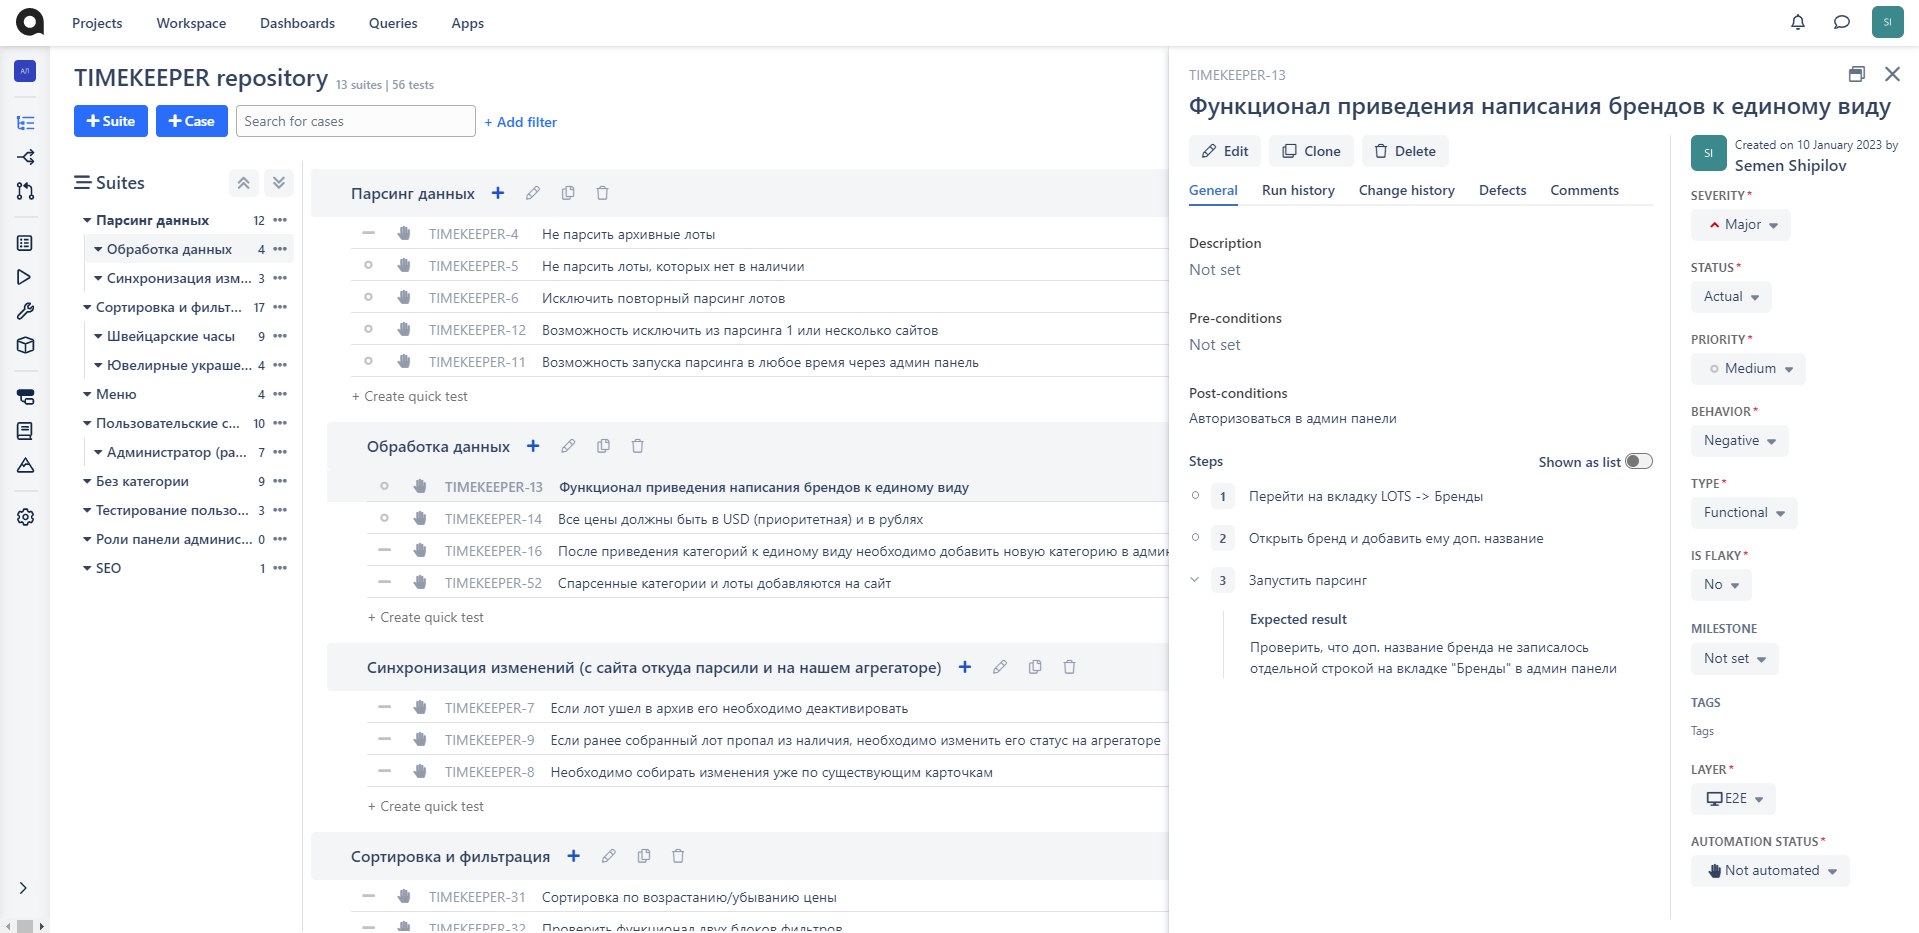 Projects
Workspace
Dashboards
Queries
Apps
SI
АЛ
TIMEKEEPER repository 13 suites | 56 tests
Suite
Case
Search for cases
+ Add filter
Suites
Парсинг данных 12
Обработка данных 4
Синхронизация изм... 3
Сортировка и фильт... 17
Швейцарские часы 9
Ювелирные украше... 4
Меню 4
Пользовательские с... 10
Администратор (ра... 7
Без категории 9
Тестирование пользо... 3
Роли панели админис... 0
SEO 1
Парсинг данных
TIMEKEEPER-4 Не парсить архивные лоты
TIMEKEEPER-5 Не парсить лоты, которых нет в наличии
TIMEKEEPER-6 Исключить повторный парсинг лотов
TIMEKEEPER-12 Возможность исключить из парсинга 1 или несколько сайтов
TIMEKEEPER-11 Возможность запуска парсинга в любое время через админ панель
+ Create quick test
Обработка данных
TIMEKEEPER-13 Функционал приведения написания брендов к единому виду
TIMEKEEPER-14 Все цены должны быть в USD (приоритетная) и в рублях
TIMEKEEPER-16 После приведения категорий к единому виду необходимо добавить новую категорию в админ
TIMEKEEPER-52 Спарсенные категории и лоты добавляются на сайт
+ Create quick test
Синхронизация изменений (с сайта откуда парсили и на нашем агрегаторе)
TIMEKEEPER-7 Если лот ушел в архив его необходимо деактивировать
TIMEKEEPER-9 Если ранее собранный лот пропал из наличия, необходимо изменить его статус на агрегаторе
TIMEKEEPER-8 Необходимо собирать изменения уже по существующим карточкам
+ Create quick test
Сортировка и фильтрация
TIMEKEEPER-31 Сортировка по возрастанию/убыванию цены
TIMEKEEPER-32 Проверить функционал двух блоков фильтров
TIMEKEEPER-13
Функционал приведения написания брендов к единому виду
Edit
Clone
Delete
General
Run history
Change history
Defects
Comments
Description
Not set
Pre-conditions
Not set
Post-conditions
Авторизоваться в админ панели
Steps
Shown as list
1 Перейти на вкладку LOTS -> Бренды
2 Открыть бренд и добавить ему доп. название
3 Запустить парсинг
Expected result
Проверить, что доп. название бренда не записалось
отдельной строкой на вкладке "Бренды" в админ панели
SI
Created on 10 January 2023 by
Semen Shipilov
SEVERITY*
Major
STATUS*
Actual
PRIORITY*
Medium
BEHAVIOR*
Negative
TYPE*
Functional
IS FLAKY*
No
MILESTONE
Not set
TAGS
Tags
LAYER*
E2E
AUTOMATION STATUS*
Not automated